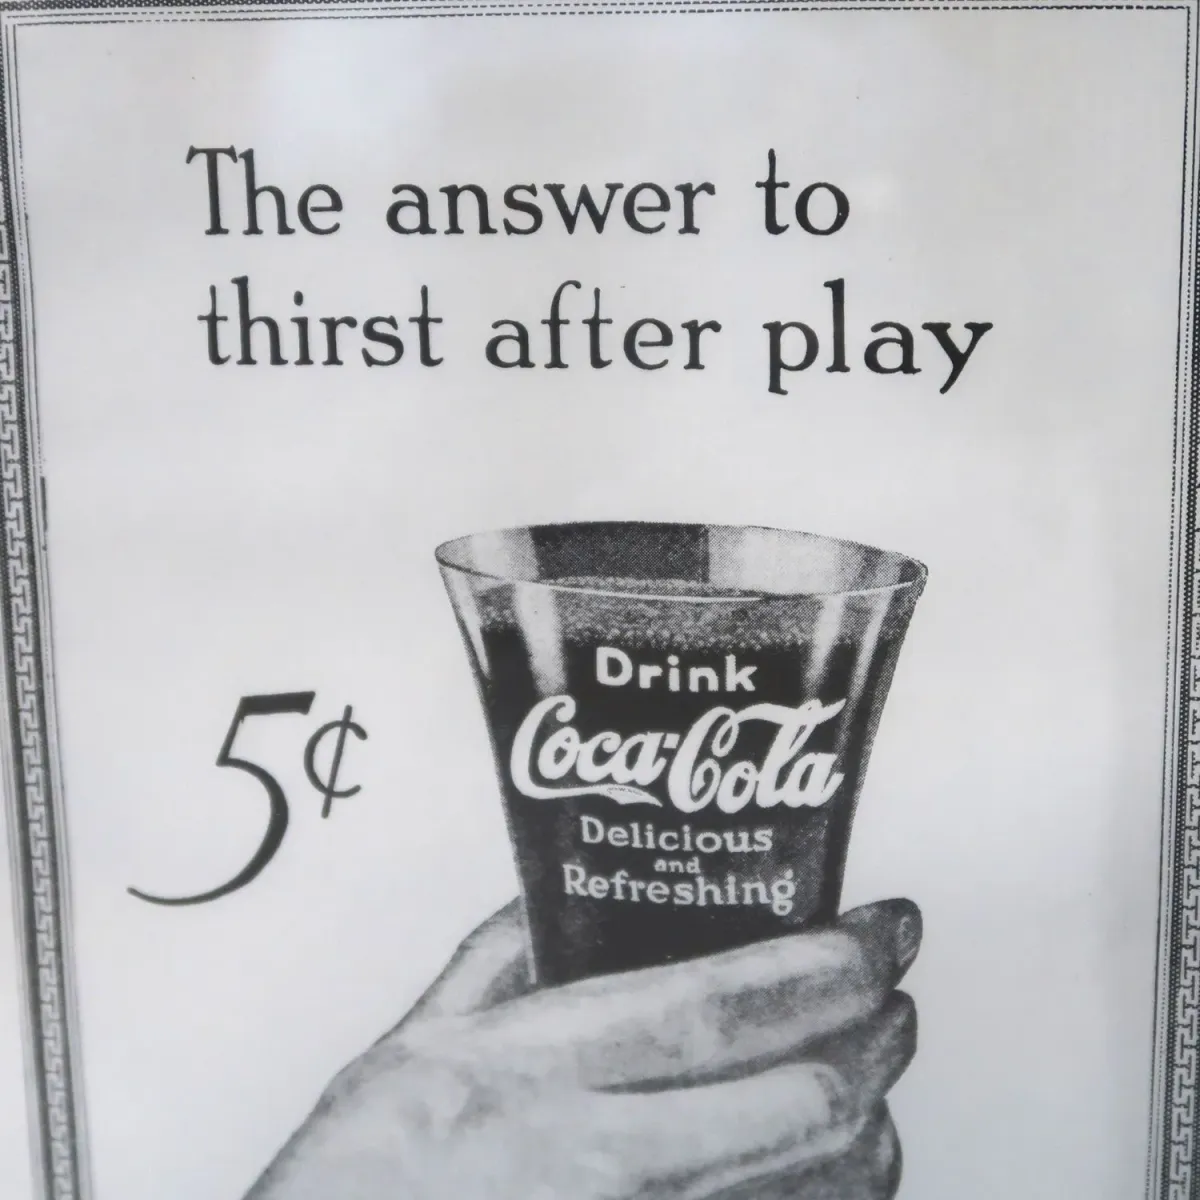 The answer to
thirst after play
5¢
Drink
Coca-Cola
Delicious
and
Refreshing